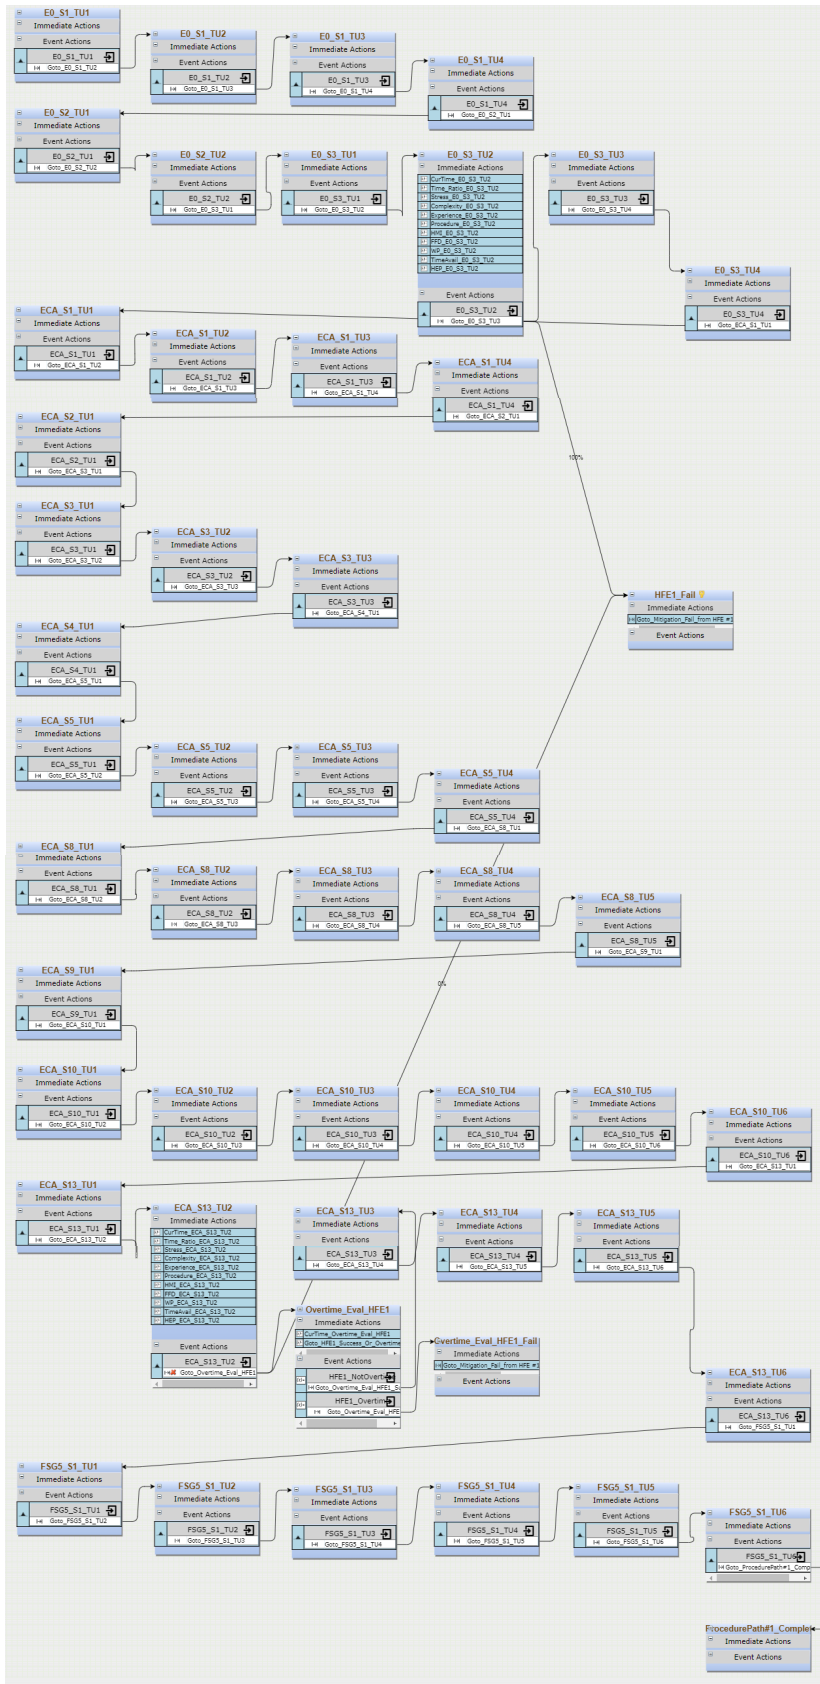 E0_S1_TU1
Immediate Actions
Event Actions
E0_S1_TU1
Goto_E0_S1_TU2
E0_S1_TU2
Immediate Actions
Event Actions
E0_S1_TU2
Goto_E0_S1_TU3
E0_S1_TU3
Immediate Actions
Event Actions
E0_S1_TU3
Goto_E0_S1_TU4
E0_S1_TU4
Immediate Actions
Event Actions
E0_S1_TU4
Goto_E0_S2_TU1
E0_S2_TU1
Immediate Actions
Event Actions
E0_S2_TU1
Goto_E0_S2_TU2
E0_S2_TU2
Immediate Actions
Event Actions
E0_S2_TU2
Goto_E0_S3_TU1
E0_S3_TU1
Immediate Actions
Event Actions
E0_S3_TU1
Goto_E0_S3_TU2
E0_S3_TU2
Immediate Actions
CurTime_E0_S3_TU2
Time_Ratio_E0_S3_TU2
Stress_E0_S3_TU2
Complexity_E0_S3_TU2
Experience_E0_S3_TU2
Procedure_E0_S3_TU2
HMI_E0_S3_TU2
FFD_E0_S3_TU2
WP_E0_S3_TU2
TimeAvail_E0_S3_TU2
HEP_E0_S3_TU2
Event Actions
E0_S3_TU2
Goto_E0_S3_TU3
E0_S3_TU3
Immediate Actions
Event Actions
E0_S3_TU3
Goto_E0_S3_TU4
E0_S3_TU4
Immediate Actions
Event Actions
E0_S3_TU4
Goto_ECA_S1_TU1
ECA_S1_TU1
Immediate Actions
Event Actions
ECA_S1_TU1
Goto_ECA_S1_TU2
ECA_S1_TU2
Immediate Actions
Event Actions
ECA_S1_TU2
Goto_ECA_S1_TU3
ECA_S1_TU3
Immediate Actions
Event Actions
ECA_S1_TU3
Goto_ECA_S1_TU4
ECA_S1_TU4
Immediate Actions
Event Actions
ECA_S1_TU4
Goto_ECA_S2_TU1
ECA_S2_TU1
Immediate Actions
Event Actions
ECA_S2_TU1
Goto_ECA_S3_TU1
100%
ECA_S3_TU1
Immediate Actions
Event Actions
ECA_S3_TU1
Goto_ECA_S3_TU2
ECA_S3_TU2
Immediate Actions
Event Actions
ECA_S3_TU2
Goto_ECA_S3_TU3
ECA_S3_TU3
Immediate Actions
Event Actions
ECA_S3_TU3
Goto_ECA_S4_TU1
HFE1_Fail
Immediate Actions
Goto_Mitigation_Fail_from HFE #1
Event Actions
ECA_S4_TU1
Immediate Actions
Event Actions
ECA_S4_TU1
Goto_ECA_S5_TU1
ECA_S5_TU1
Immediate Actions
Event Actions
ECA_S5_TU1
Goto_ECA_S5_TU2
ECA_S5_TU2
Immediate Actions
Event Actions
ECA_S5_TU2
Goto_ECA_S5_TU3
ECA_S5_TU3
Immediate Actions
Event Actions
ECA_S5_TU3
Goto_ECA_S5_TU4
ECA_S5_TU4
Immediate Actions
Event Actions
ECA_S5_TU4
Goto_ECA_S8_TU1
ECA_S8_TU1
Immediate Actions
Event Actions
ECA_S8_TU1
Goto_ECA_S8_TU2
ECA_S8_TU2
Immediate Actions
Event Actions
ECA_S8_TU2
Goto_ECA_S8_TU3
ECA_S8_TU3
Immediate Actions
Event Actions
ECA_S8_TU3
Goto_ECA_S8_TU4
ECA_S8_TU4
Immediate Actions
Event Actions
ECA_S8_TU4
Goto_ECA_S8_TU5
ECA_S8_TU5
Immediate Actions
Event Actions
ECA_S8_TU5
Goto_ECA_S9_TU1
ECA_S9_TU1
Immediate Actions
Event Actions
ECA_S9_TU1
Goto_ECA_S10_TU1
0%
ECA_S10_TU1
Immediate Actions
Event Actions
ECA_S10_TU1
Goto_ECA_S10_TU2
ECA_S10_TU2
Immediate Actions
Event Actions
ECA_S10_TU2
Goto_ECA_S10_TU3
ECA_S10_TU3
Immediate Actions
Event Actions
ECA_S10_TU3
Goto_ECA_S10_TU4
ECA_S10_TU4
Immediate Actions
Event Actions
ECA_S10_TU4
Goto_ECA_S10_TU5
ECA_S10_TU5
Immediate Actions
Event Actions
ECA_S10_TU5
Goto_ECA_S10_TU6
ECA_S10_TU6
Immediate Actions
Event Actions
ECA_S10_TU6
Goto_ECA_S13_TU1
ECA_S13_TU1
Immediate Actions
Event Actions
ECA_S13_TU1
Goto_ECA_S13_TU2
ECA_S13_TU2
Immediate Actions
CurTime_ECA_S13_TU2
Time_Ratio_ECA_S13_TU2
Stress_ECA_S13_TU2
Complexity_ECA_S13_TU2
Experience_ECA_S13_TU2
Procedure_ECA_S13_TU2
HMI_ECA_S13_TU2
FFD_ECA_S13_TU2
WP_ECA_S13_TU2
TimeAvail_ECA_S13_TU2
HEP_ECA_S13_TU2
Event Actions
ECA_S13_TU2
Goto_Overtime_Eval_HFE1
ECA_S13_TU3
Immediate Actions
Event Actions
ECA_S13_TU3
Goto_ECA_S13_TU4
ECA_S13_TU4
Immediate Actions
Event Actions
ECA_S13_TU4
Goto_ECA_S13_TU5
ECA_S13_TU5
Immediate Actions
Event Actions
ECA_S13_TU5
Goto_ECA_S13_TU6
Overtime_Eval_HFE1
Immediate Actions
CurTime_Overtime_Eval_HFE1
Goto_HFE1_Success_Or_Overtime
Event Actions
HFE1_NotOverti
Goto_Overtime_Eval_HFE1_Su
HFE1_Overtim
Goto_Overtime_Eval_HFE
Overtime_Eval_HFE1_Fail
Immediate Actions
Goto_Mitigation_Fail_from HFE #1
Event Actions
ECA_S13_TU6
Immediate Actions
Event Actions
ECA_S13_TU6
Goto_FSG5_S1_TU1
FSG5_S1_TU1
Immediate Actions
Event Actions
FSG5_S1_TU1
Goto_FSG5_S1_TU2
FSG5_S1_TU2
Immediate Actions
Event Actions
FSG5_S1_TU2
Goto_FSG5_S1_TU3
FSG5_S1_TU3
Immediate Actions
Event Actions
FSG5_S1_TU3
Goto_FSG5_S1_TU4
FSG5_S1_TU4
Immediate Actions
Event Actions
FSG5_S1_TU4
Goto_FSG5_S1_TU5
FSG5_S1_TU5
Immediate Actions
Event Actions
FSG5_S1_TU5
Goto_FSG5_S1_TU6
FSG5_S1_TU6
Immediate Actions
Event Actions
FSG5_S1_TU6
Goto_ProcedurePath#1_Comp
ProcedurePath#1_Comple
Immediate Actions
Event Actions